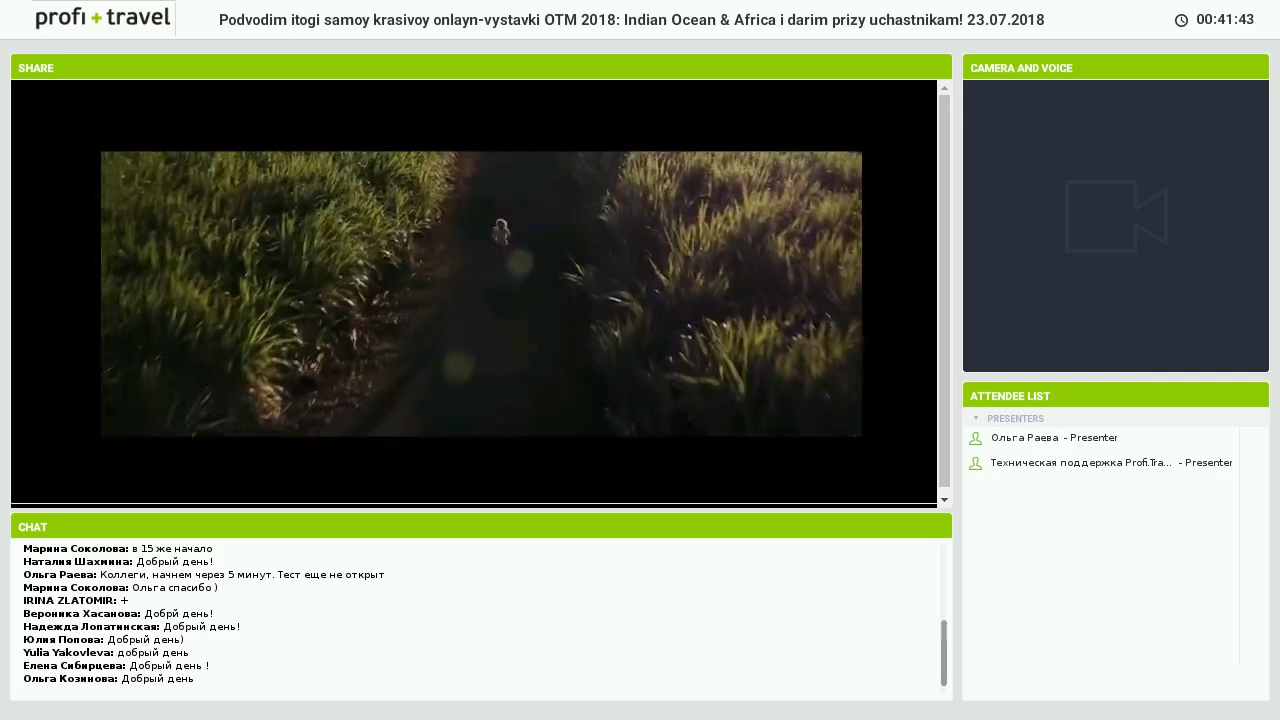 profi + travel
Podvodim itogi samoy krasivoy onlayn-vystavki OTM 2018: Indian Ocean & Africa i darim prizy uchastnikam! 23.07.2018
00:41:43
SHARE
CAMERA AND VOICE
ATTENDEE LIST
PRESENTERS
Ольга Раева - Presenter
Техническая поддержка Profi.Tra... - Presenter
CHAT
Марина Соколова: в 15 же начало
Наталия Шахмина: Добрый день!
Ольга Раева: Коллеги, начнем через 5 минут. Тест еще не открыт
Марина Соколова: Ольга спасибо )
IRINA ZLATOMIR: +
Вероника Хасанова: Добрй день!
Надежда Лопатинская: Добрый день!
Юлия Попова: Добрый день)
Yulia Yakovleva: добрый день
Елена Сибирцева: Добрый день !
Ольга Козинова: Добрый день